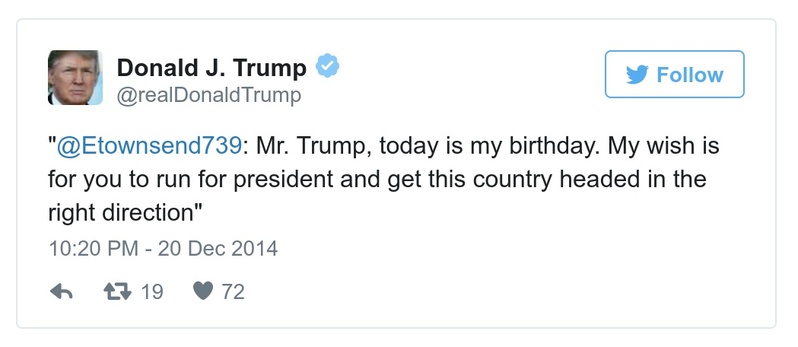 Donald J. Trump
@realDonaldTrump
Follow
"@Etownsend739: Mr. Trump, today is my birthday. My wish is
for you to run for president and get this country headed in the
right direction"
10:20 PM - 20 Dec 2014
19 72